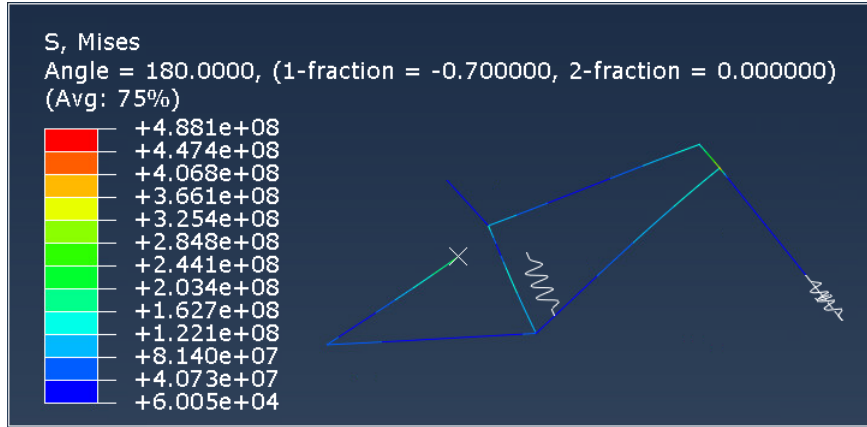 S, Mises
Angle = 180.0000, (1-fraction = -0.700000, 2-fraction = 0.000000)
(Avg: 75%)
+4.881e+08
+4.474e+08
+4.068e+08
+3.661e+08
+3.254e+08
+2.848e+08
+2.441e+08
+2.034e+08
+1.627e+08
+1.221e+08
+8.140e+07
+4.073e+07
+6.005e+04